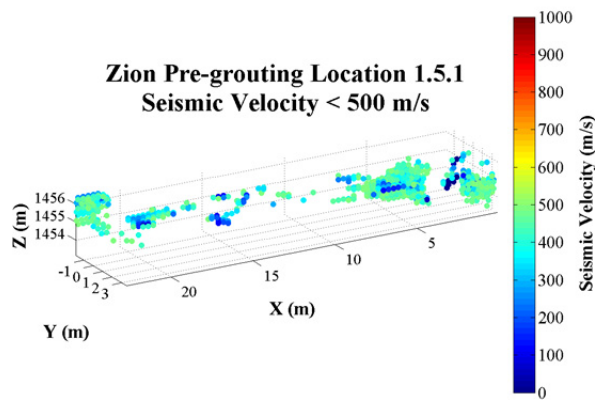 Zion Pre-grouting Location 1.5.1
Seismic Velocity < 500 m/s
1456
1455
1454
Z (m)
-1 0 1 2 3
Y (m)
20
15
10
5
X (m)
1000
900
800
700
600
500
400
300
200
100
0
Seismic Velocity (m/s)